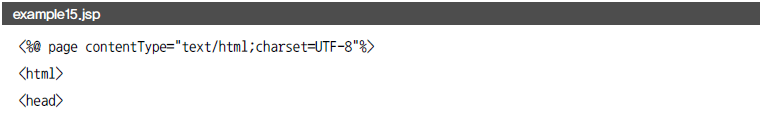 example15.jsp
<%@ page contentType="text/html;charset=UTF-8"%>
<html>
<head>